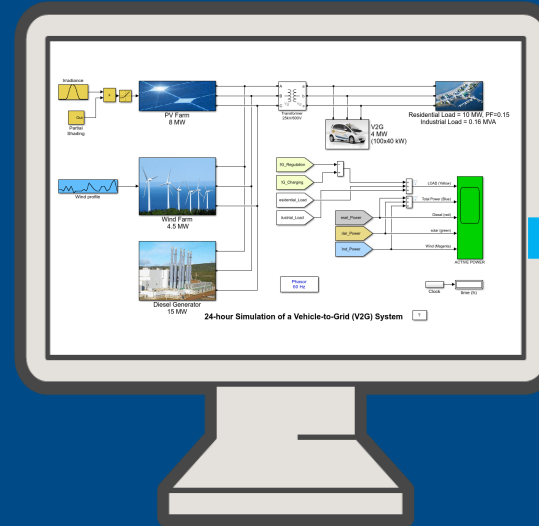 Irradiance
Out
Partial
Shading
PV Farm
8 MW
A
B
C
a
b
c
Transformer
25kV/600V
Residential Load = 10 MW, PF=0.15
Industrial Load = 0.16 MVA
V2G
4 MW
(100x40 kW)
Wind profile
Wind Farm
4.5 MW
Diesel Generator
15 MW
Phasor
60 Hz
LOAD (Yellow)
Total Power (Blue)
Diesel (red)
solar (green)
Wind (Magenta)
ACTIVE POWER
Clock
time (h)
24-hour Simulation of a Vehicle-to-Grid (V2G) System
?